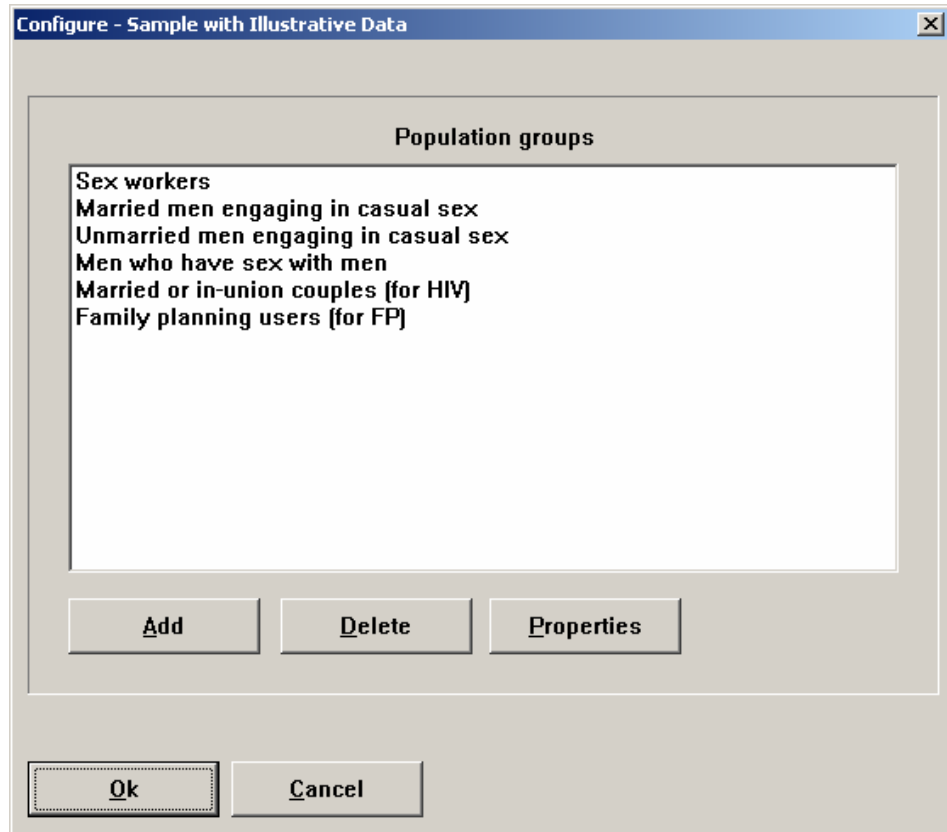 Configure - Sample with Illustrative Data
Population groups
Sex workers
Married men engaging in casual sex
Unmarried men engaging in casual sex
Men who have sex with men
Married or in-union couples (for HIV)
Family planning users (for FP)
Add Delete Properties
Ok Cancel